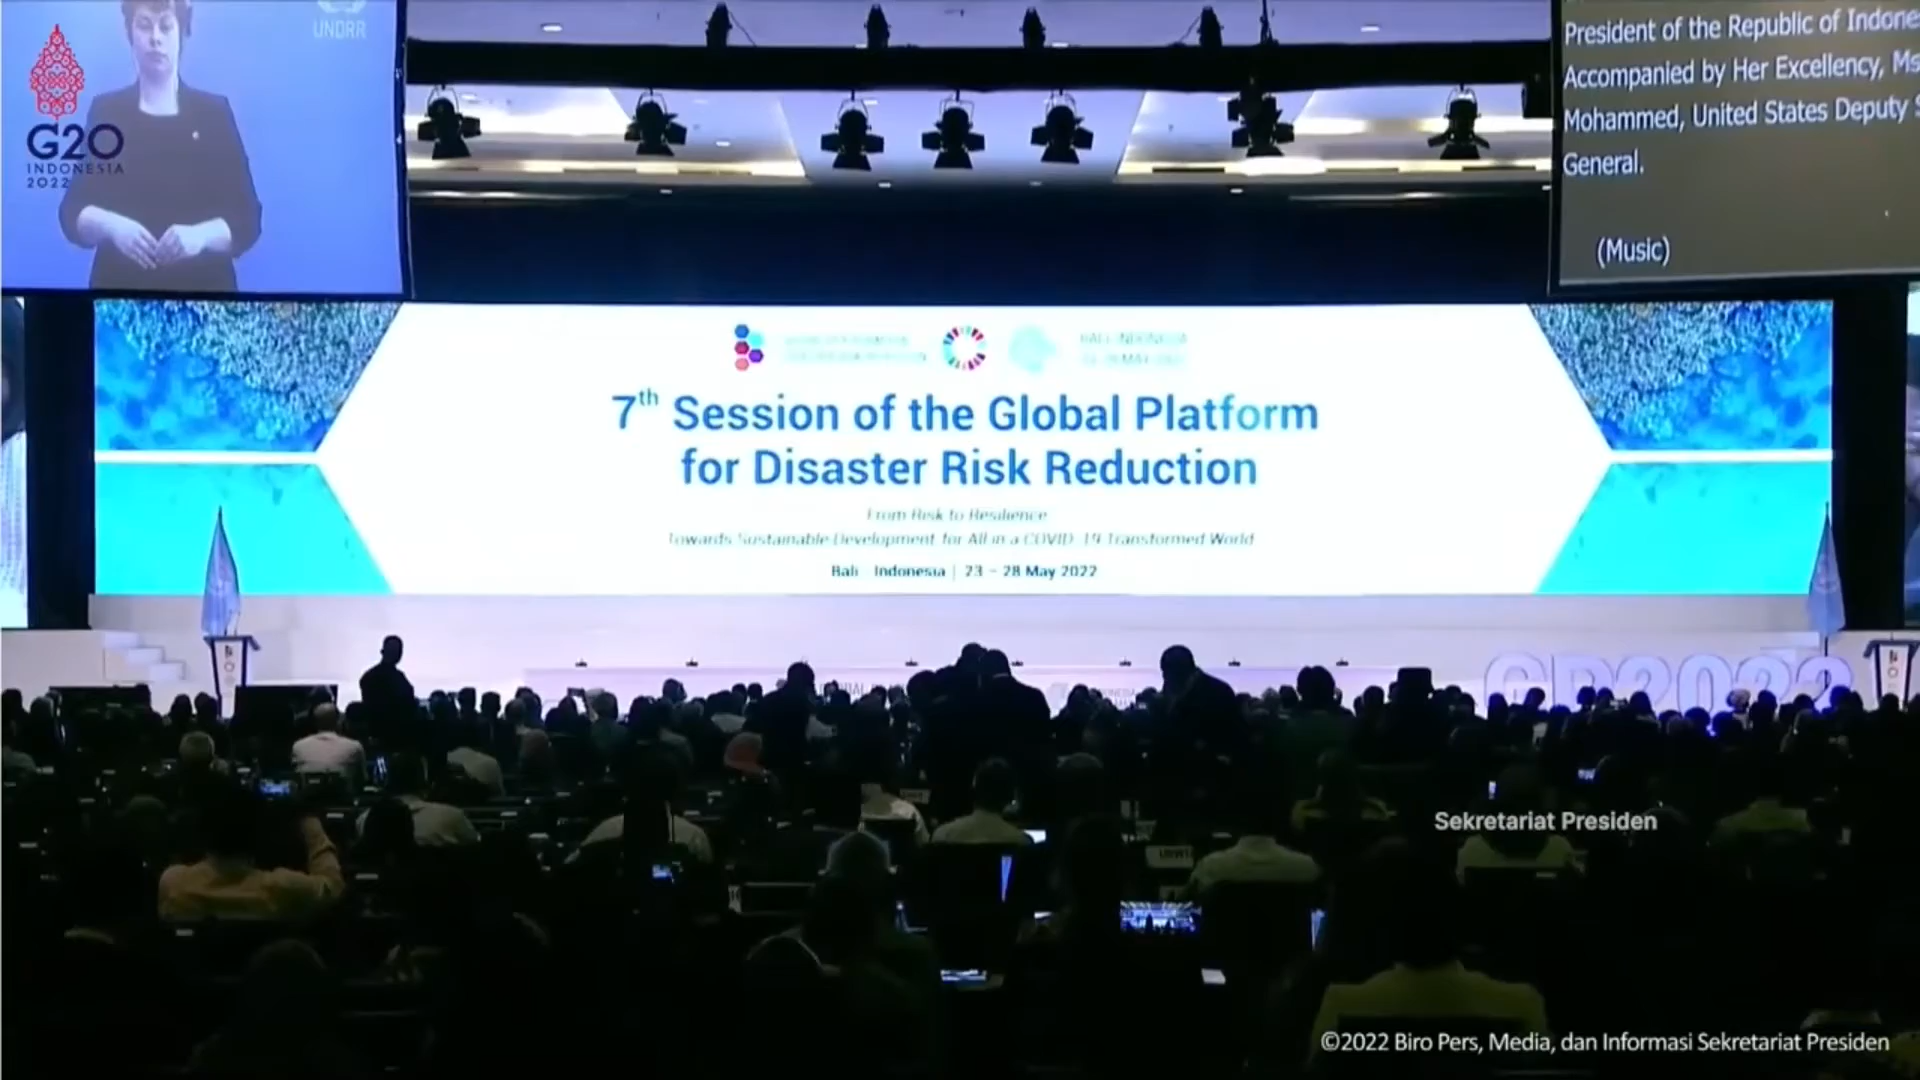 UNDRR
G20
INDONESIA
2022
President of the Republic of Indone
Accompanied by Her Excellency, Ms
Mohammed, United States Deputy S
General.
(Music)
7th Session of the Global Platform
for Disaster Risk Reduction
From Risk to Resilience
Towards Sustainable Development for All in a COVID-19 Transformed World
Bali Indonesia | 23 – 28 May 2022
GP2022
Sekretariat Presiden
©2022 Biro Pers, Media, dan Informasi Sekretariat Presiden